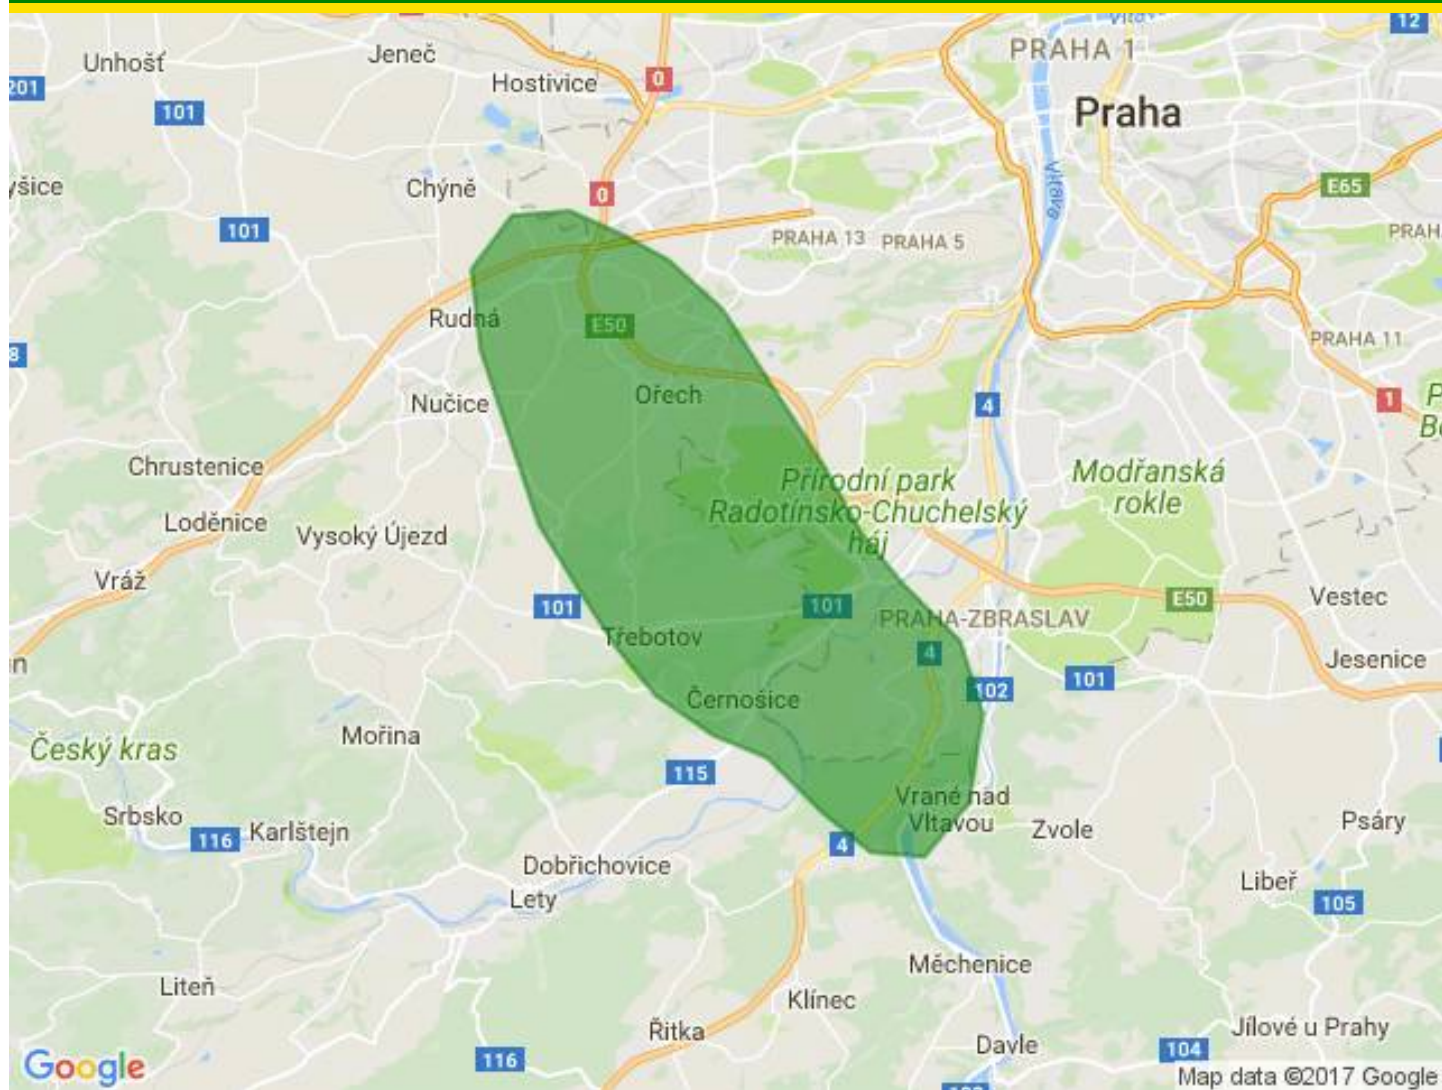 Vltava
12
Unhošť
Jeneč
PRAHA 1
Hostivice
0
201
101
Praha
Chýně
0
Vltava
E65
101
PRAHA 13
PRAHA 5
PRAH
Rudná
E50
PRAHA 11
8
Nučice
Ořech
4
1
P
Chrustenice
Přírodní park
Radotínsko-Chuchelský
háj
Modřanská
rokle
Loděnice
Vysoký Újezd
Vráž
101
101
PRAHA-ZBRASLAV
E50
Vestec
Třebotov
4
Jesenice
Černošice
102
101
Český kras
Mořina
115
Srbsko
116
Karlštejn
Vrané nad
Vltavou
Zvole
Psáry
4
Dobřichovice
Lety
Libeř
105
Liteň
Měchenice
Klínec
Řitka
Davle
Jílové u Prahy
104
116
Google
Map data ©2017 Google